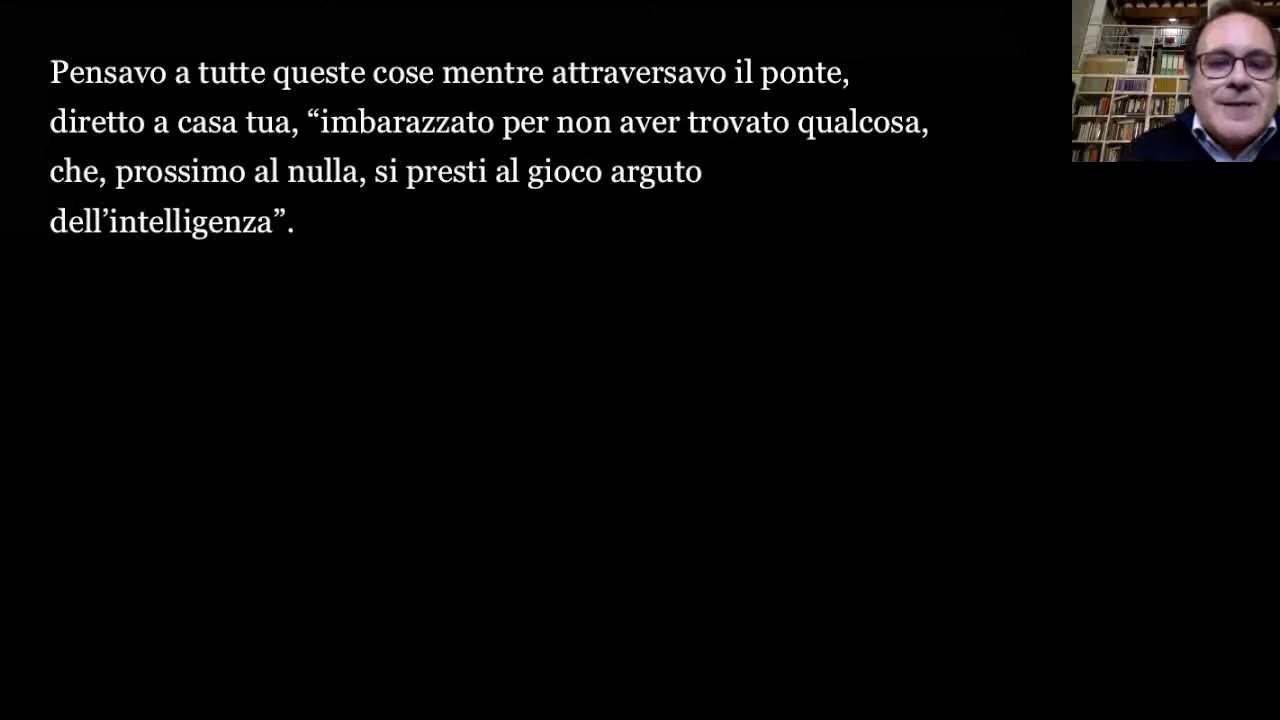 Pensavo a tutte queste cose mentre attraversavo il ponte,
diretto a casa tua, “imbarazzato per non aver trovato qualcosa,
che, prossimo al nulla, si presti al gioco arguto
dell’intelligenza”.